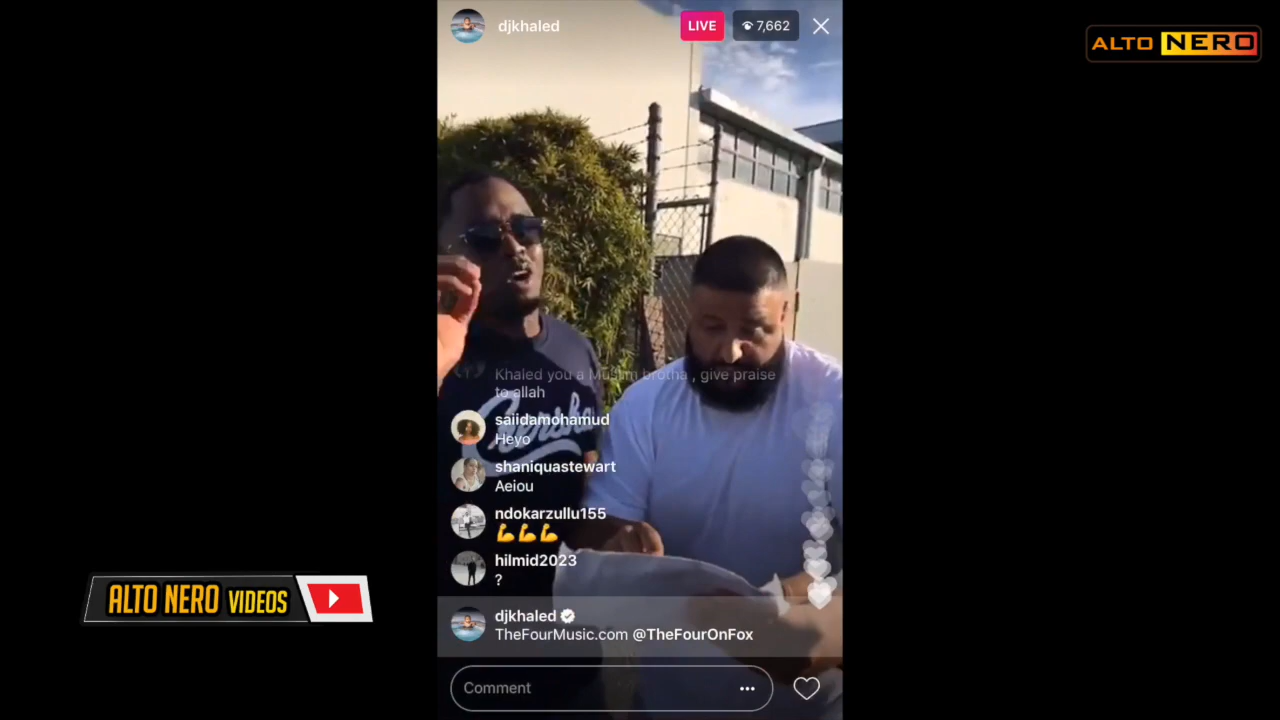 djkhaled
LIVE
7,662
ALTO NERO
Khaled you a Muslim brotha , give praise
to allah
Cherisha
saiidamohamud
Heyo
shaniquastewart
Aeiou
ndokarzullu155
💪💪💪
hilmid2023
?
ALTO NERO VIDEOS
djkhaled
TheFourMusic.com @TheFourOnFox
Comment